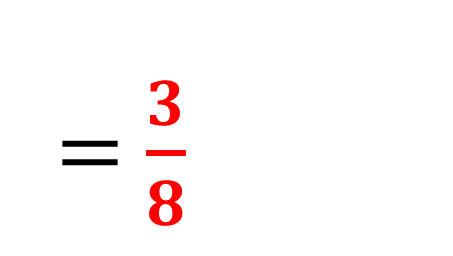 = 3/8